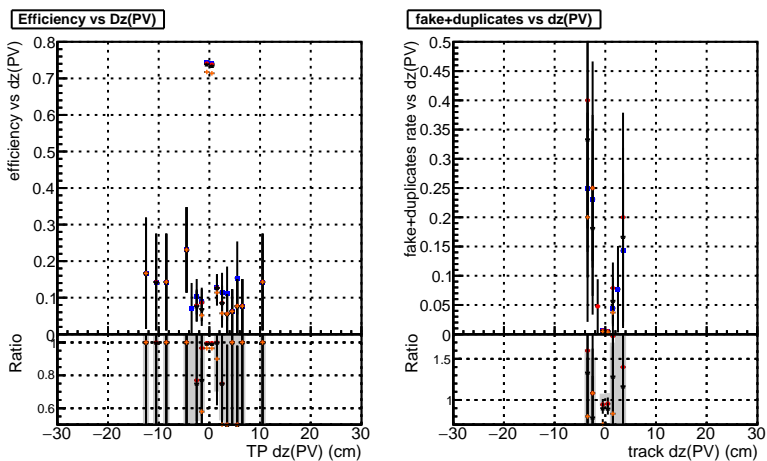 Efficiency vs Dz(PV)
efficiency vs dz(PV)
0.8
0.7
0.6
0.5
0.4
0.3
0.2
0.1
0
Ratio
1
0.8
0.6
−30 −20 −10 0 10 20 30
TP dz(PV) (cm)
fake+duplicates vs dz(PV)
fake+duplicates rate vs dz(PV)
0.5
0.45
0.4
0.35
0.3
0.25
0.2
0.15
0.1
0.05
0
Ratio
1.5
1
−30 −20 −10 0 10 20 30
track dz(PV) (cm)